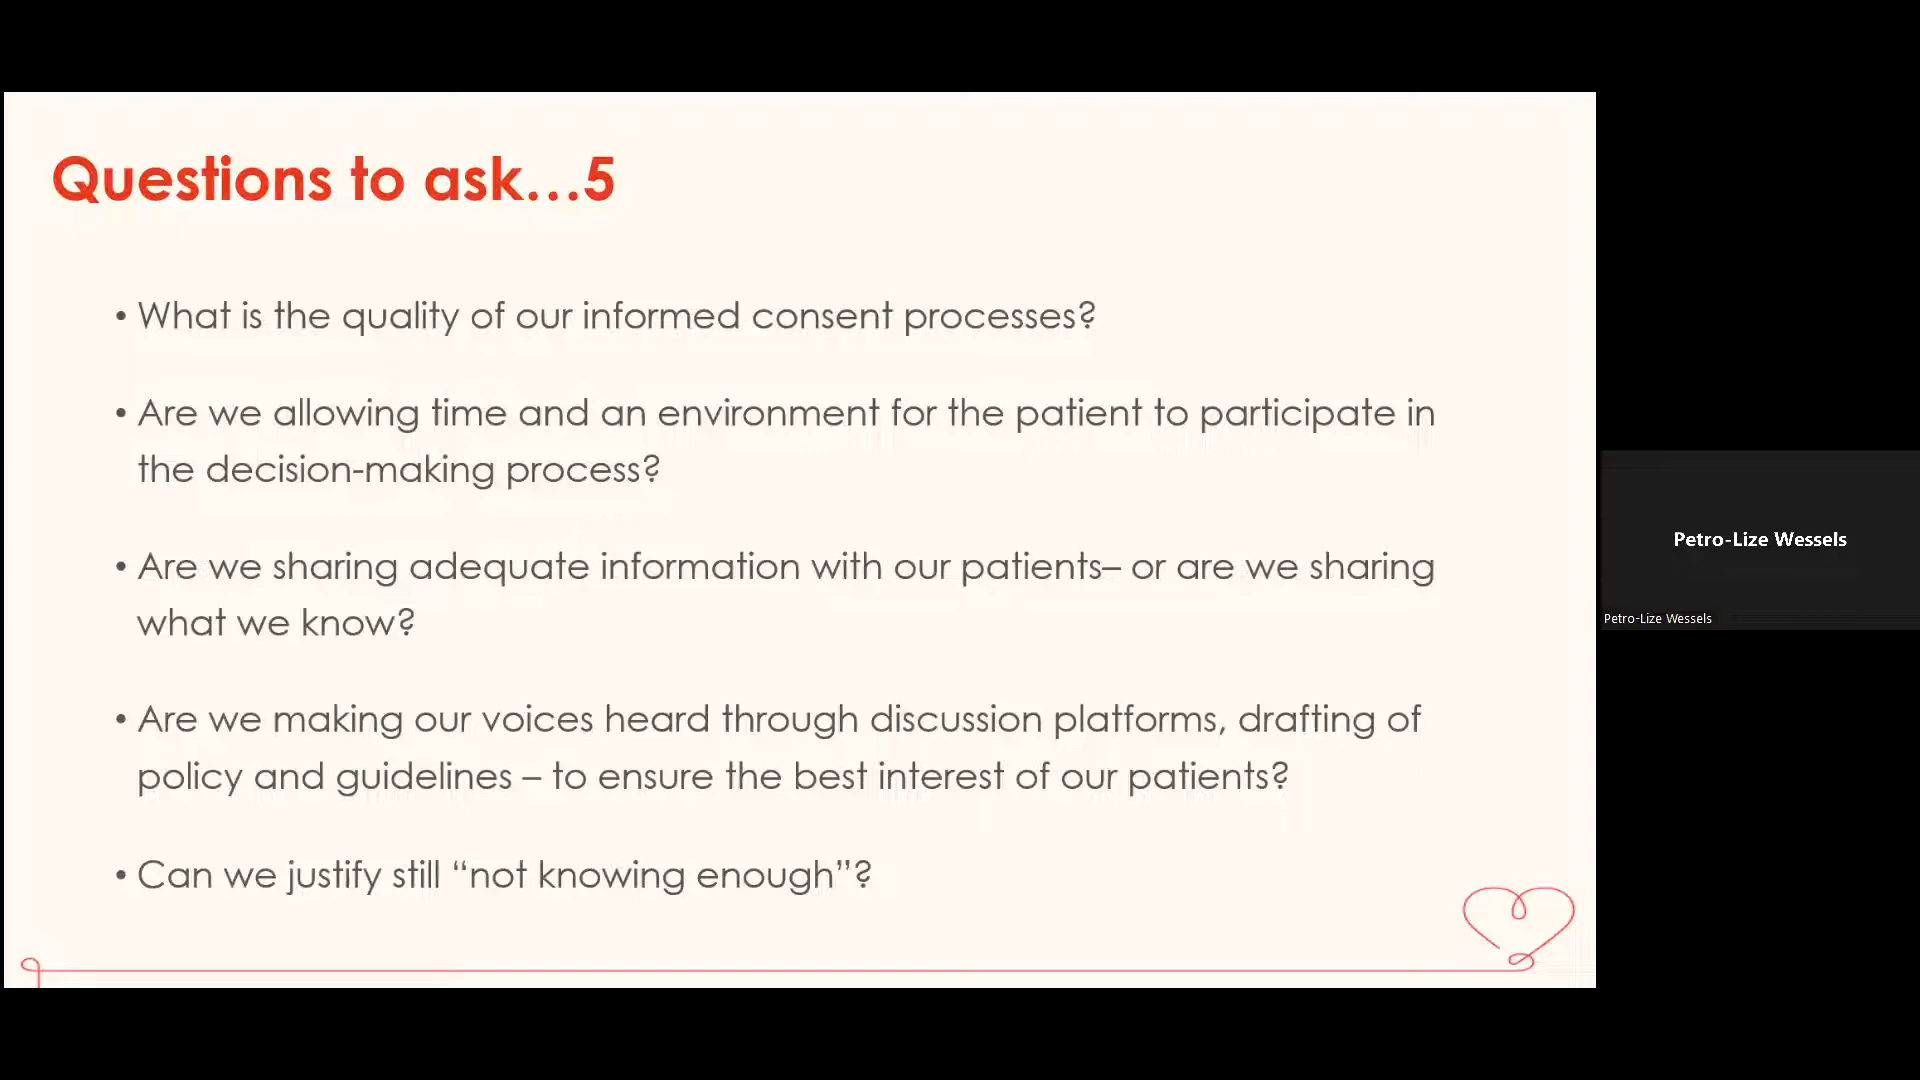 Questions to ask...5
• What is the quality of our informed consent processes?
• Are we allowing time and an environment for the patient to participate in
the decision-making process?
• Are we sharing adequate information with our patients– or are we sharing
what we know?
• Are we making our voices heard through discussion platforms, drafting of
policy and guidelines – to ensure the best interest of our patients?
• Can we justify still “not knowing enough”?
Petro-Lize Wessels
Petro-Lize Wessels